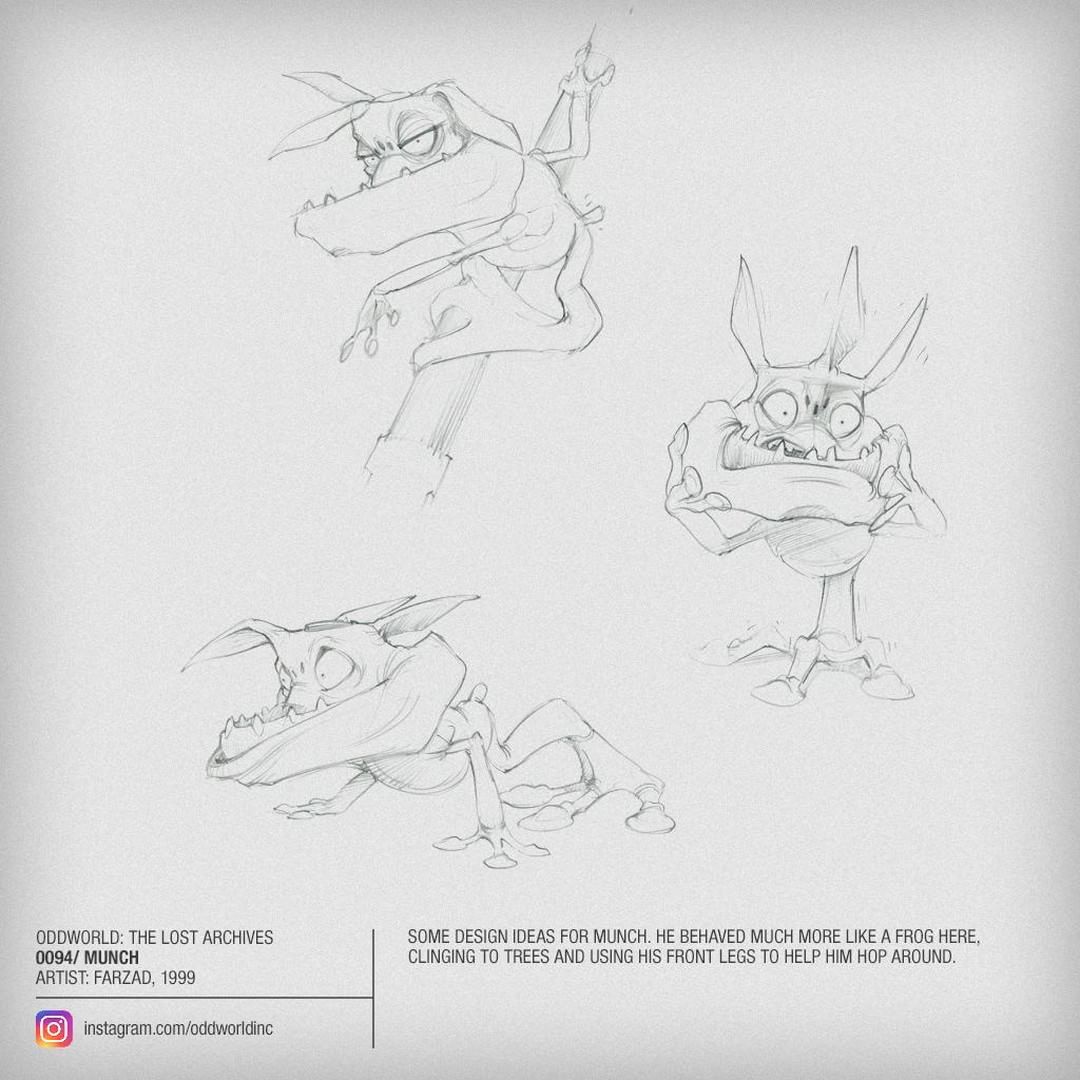 ODDWORLD: THE LOST ARCHIVES
0094/ MUNCH
ARTIST: FARZAD, 1999
instagram.com/oddworldinc
SOME DESIGN IDEAS FOR MUNCH. HE BEHAVED MUCH MORE LIKE A FROG HERE,
CLINGING TO TREES AND USING HIS FRONT LEGS TO HELP HIM HOP AROUND.